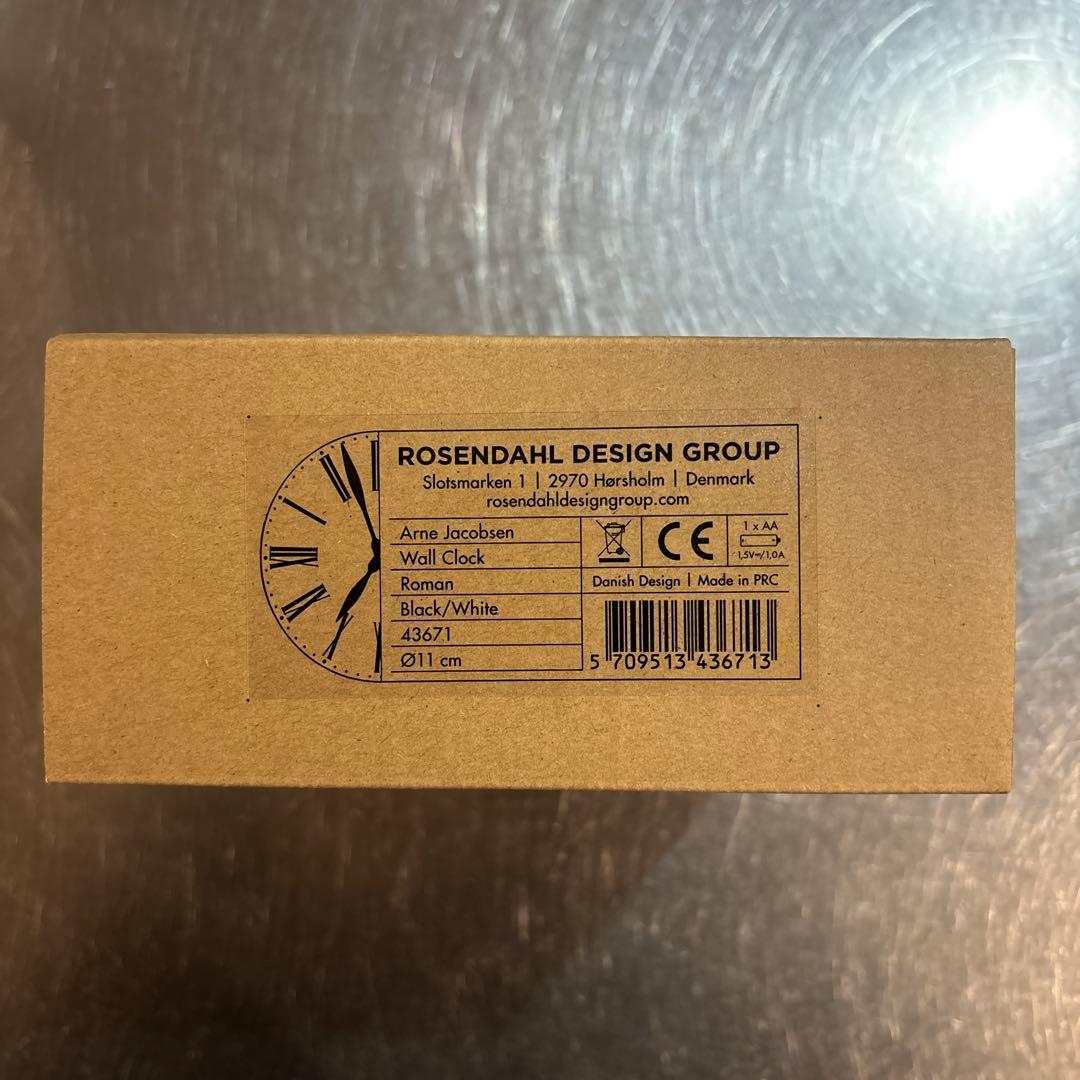 ROSENDAHL DESIGN GROUP
Slotsmarken 1 | 2970 Hørsholm | Denmark
rosendahldesigngroup.com
Arne Jacobsen
Wall Clock
Roman
Black/White
43671
Ø11 cm
CE
1 x AA
1,5V⎓/1,0A
Danish Design | Made in PRC
5 709513 436713